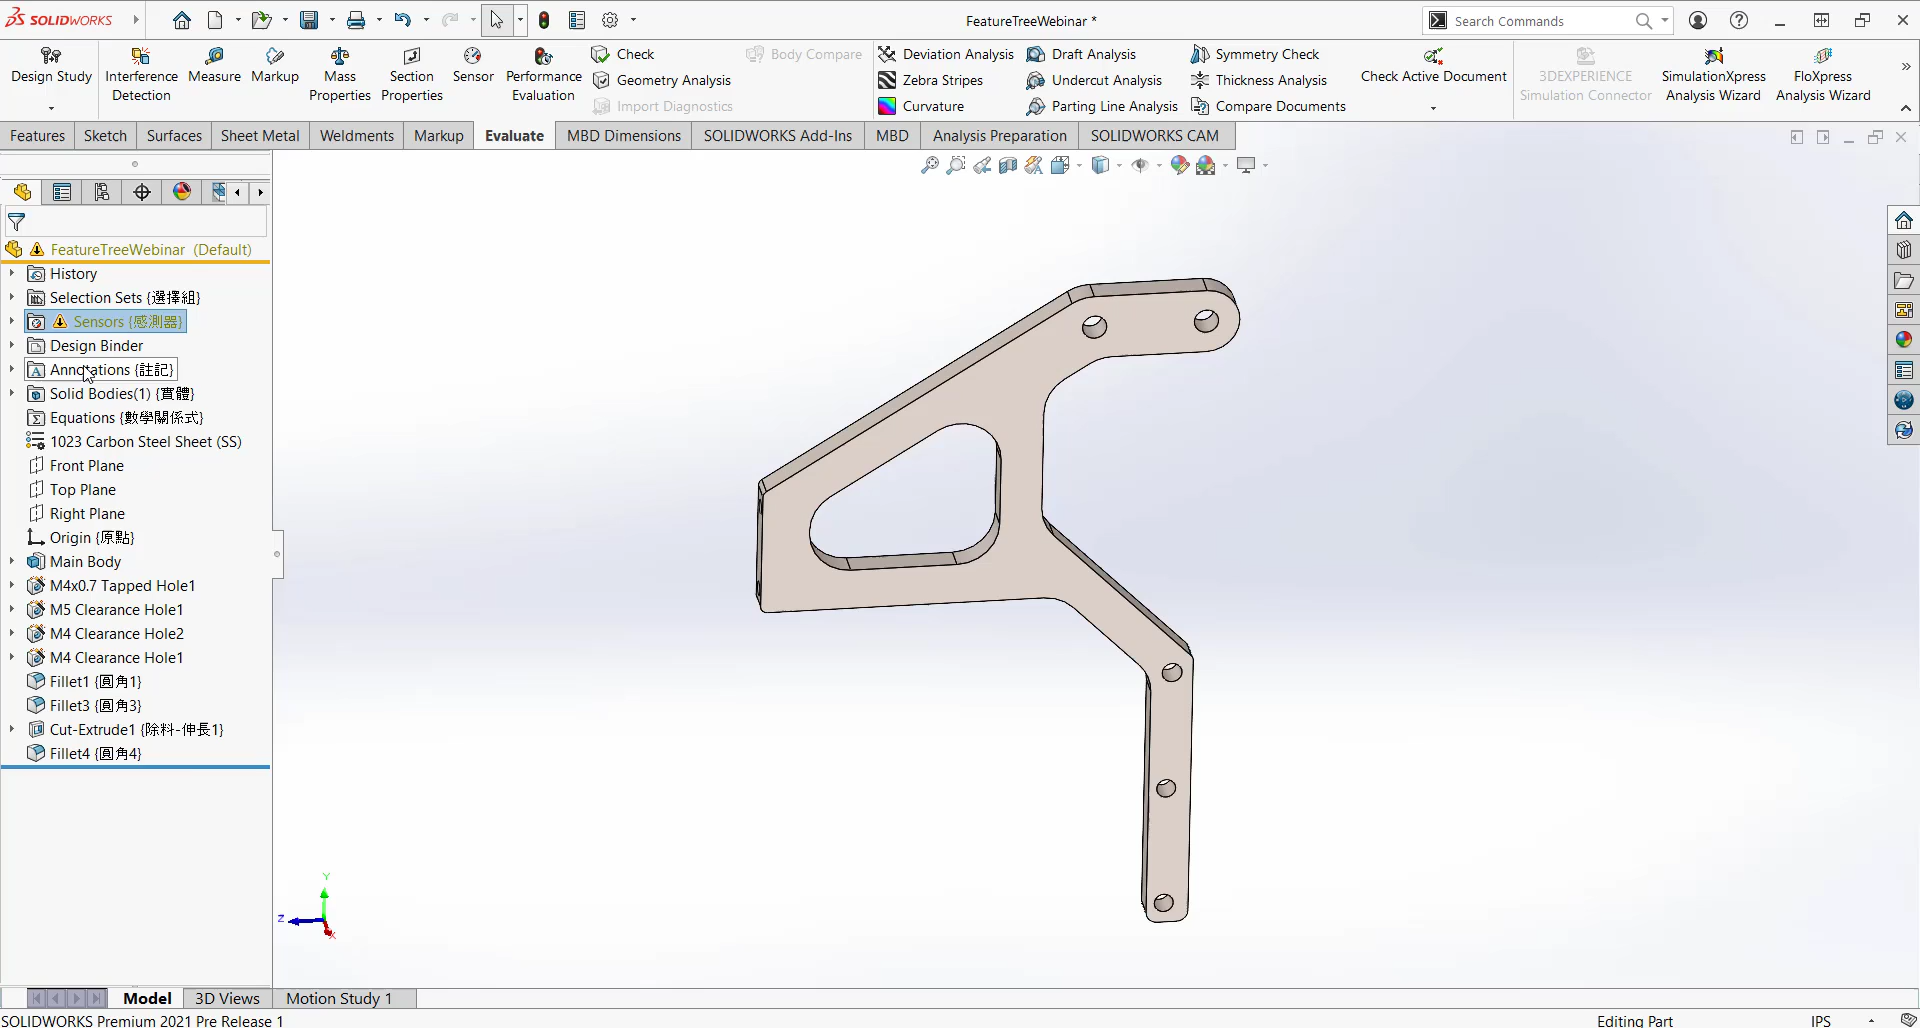 SOLIDWORKS
FeatureTreeWebinar *
Search Commands
Design Study
Interference Detection
Measure
Markup
Mass Properties
Section Properties
Sensor
Performance Evaluation
Check
Geometry Analysis
Import Diagnostics
Body Compare
Deviation Analysis
Zebra Stripes
Curvature
Draft Analysis
Undercut Analysis
Parting Line Analysis
Symmetry Check
Thickness Analysis
Compare Documents
Check Active Document
3DEXPERIENCE Simulation Connector
SimulationXpress Analysis Wizard
FloXpress Analysis Wizard
Features
Sketch
Surfaces
Sheet Metal
Weldments
Markup
Evaluate
MBD Dimensions
SOLIDWORKS Add-Ins
MBD
Analysis Preparation
SOLIDWORKS CAM
FeatureTreeWebinar (Default)
History
Selection Sets {選擇組}
Sensors {感測器}
Design Binder
Annotations {註記}
Solid Bodies(1) {實體}
Equations {數學關係式}
1023 Carbon Steel Sheet (SS)
Front Plane
Top Plane
Right Plane
Origin {原點}
Main Body
M4x0.7 Tapped Hole1
M5 Clearance Hole1
M4 Clearance Hole2
M4 Clearance Hole1
Fillet1 {圓角1}
Fillet3 {圓角3}
Cut-Extrude1 {除料-伸長1}
Fillet4 {圓角4}
Y
Z
X
Model
3D Views
Motion Study 1
SOLIDWORKS Premium 2021 Pre Release 1
Editing Part
IPS